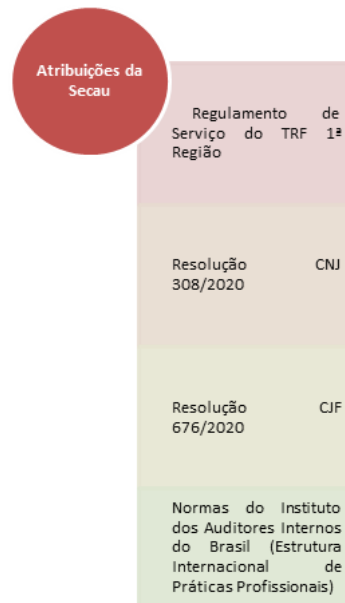 Atribuições da
Secau
Regulamento de
Serviço do TRF 1ª
Região
Resolução CNJ
308/2020
Resolução CJF
676/2020
Normas do Instituto
dos Auditores Internos
do Brasil (Estrutura
Internacional de
Práticas Profissionais)